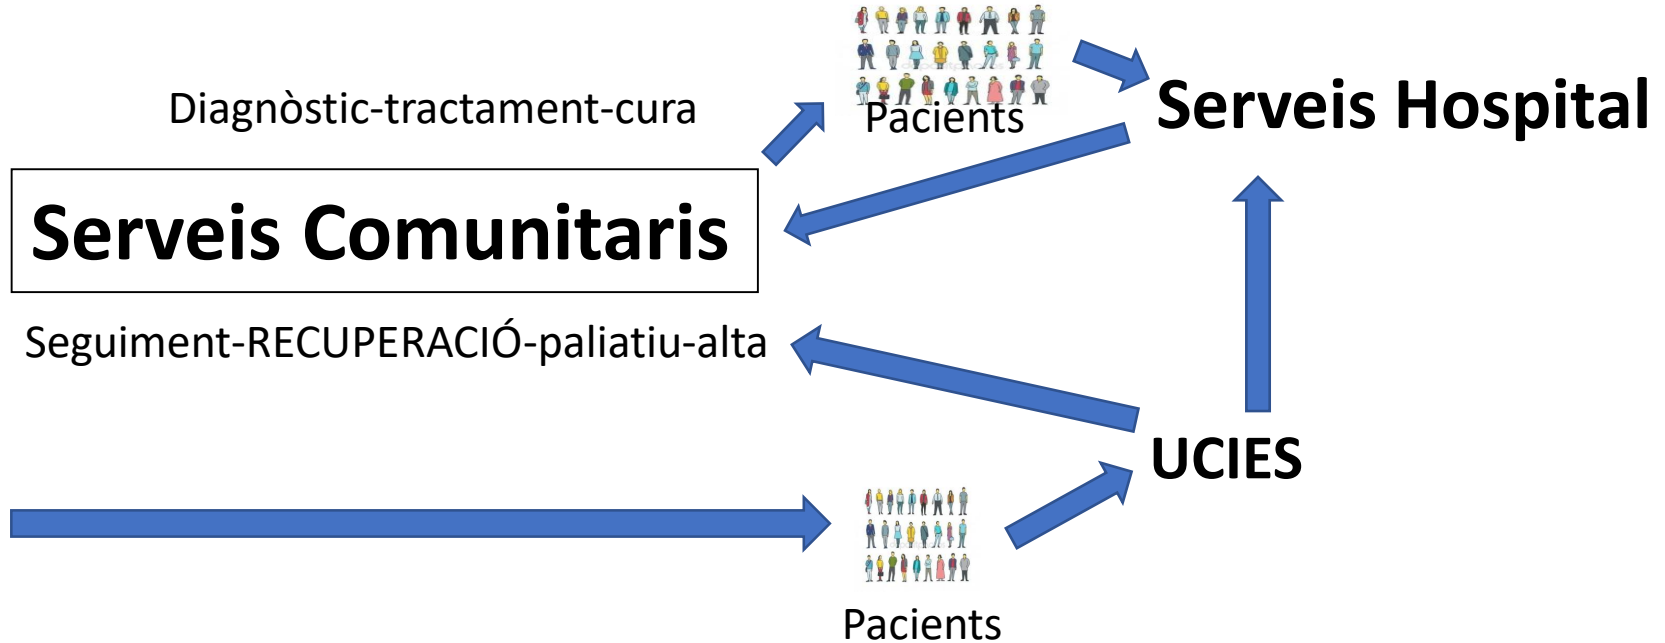 Diagnòstic-tractament-cura
Pacients
Serveis Hospital
Serveis Comunitaris
Seguiment-RECUPERACIÓ-paliatiu-alta
UCIES
Pacients